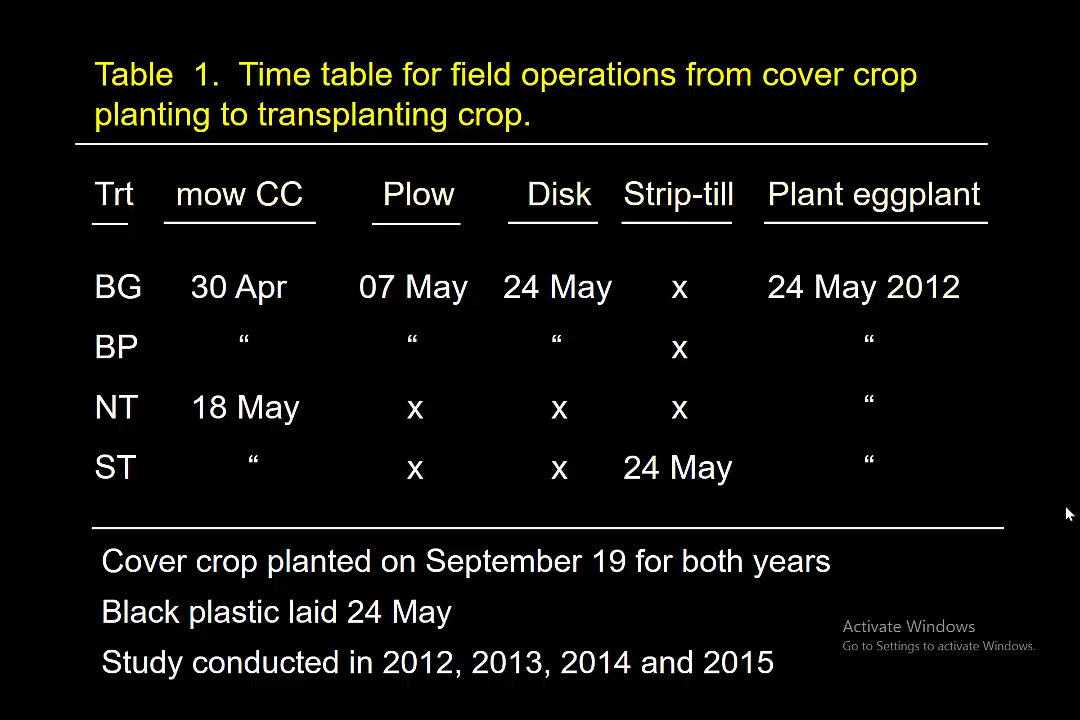 Table 1. Time table for field operations from cover crop
planting to transplanting crop.
Trt mow CC Plow Disk Strip-till Plant eggplant
BG 30 Apr 07 May 24 May x 24 May 2012
BP “ “ “ x “
NT 18 May x x x “
ST “ x x 24 May “
Cover crop planted on September 19 for both years
Black plastic laid 24 May
Study conducted in 2012, 2013, 2014 and 2015
Activate Windows
Go to Settings to activate Windows.